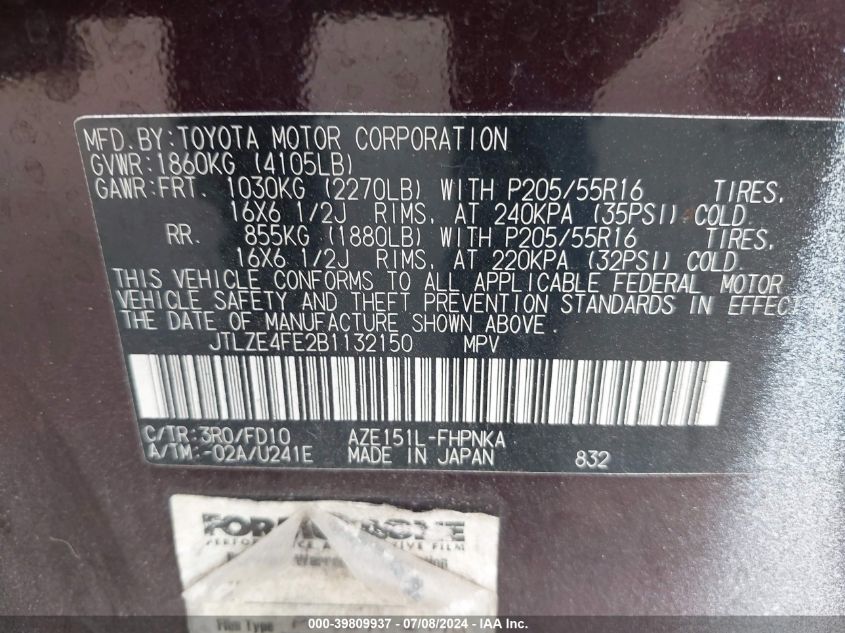 MFD.BY:TOYOTA MOTOR CORPORATION
GVWR:1860KG (4105LB)
GAWR:FRT. 1030KG (2270LB) WITH P205/55R16 TIRES,
16X6 1/2J RIMS, AT 240KPA (35PSI) COLD.
RR. 855KG (1880LB) WITH P205/55R16 TIRES,
16X6 1/2J RIMS, AT 220KPA (32PSI) COLD.
THIS VEHICLE CONFORMS TO ALL APPLICABLE FEDERAL MOTOR
VEHICLE SAFETY AND THEFT PREVENTION STANDARDS IN EFFECT
THE DATE OF MANUFACTURE SHOWN ABOVE.
JTLZE4FE2B1132150 MPV
C/TR:3R0/FD10 AZE151L-FHPNKA
A/TM:-02A/U241E MADE IN JAPAN 832
FILM
Film Type
000-39809937 - 07/08/2024 - IAA Inc.